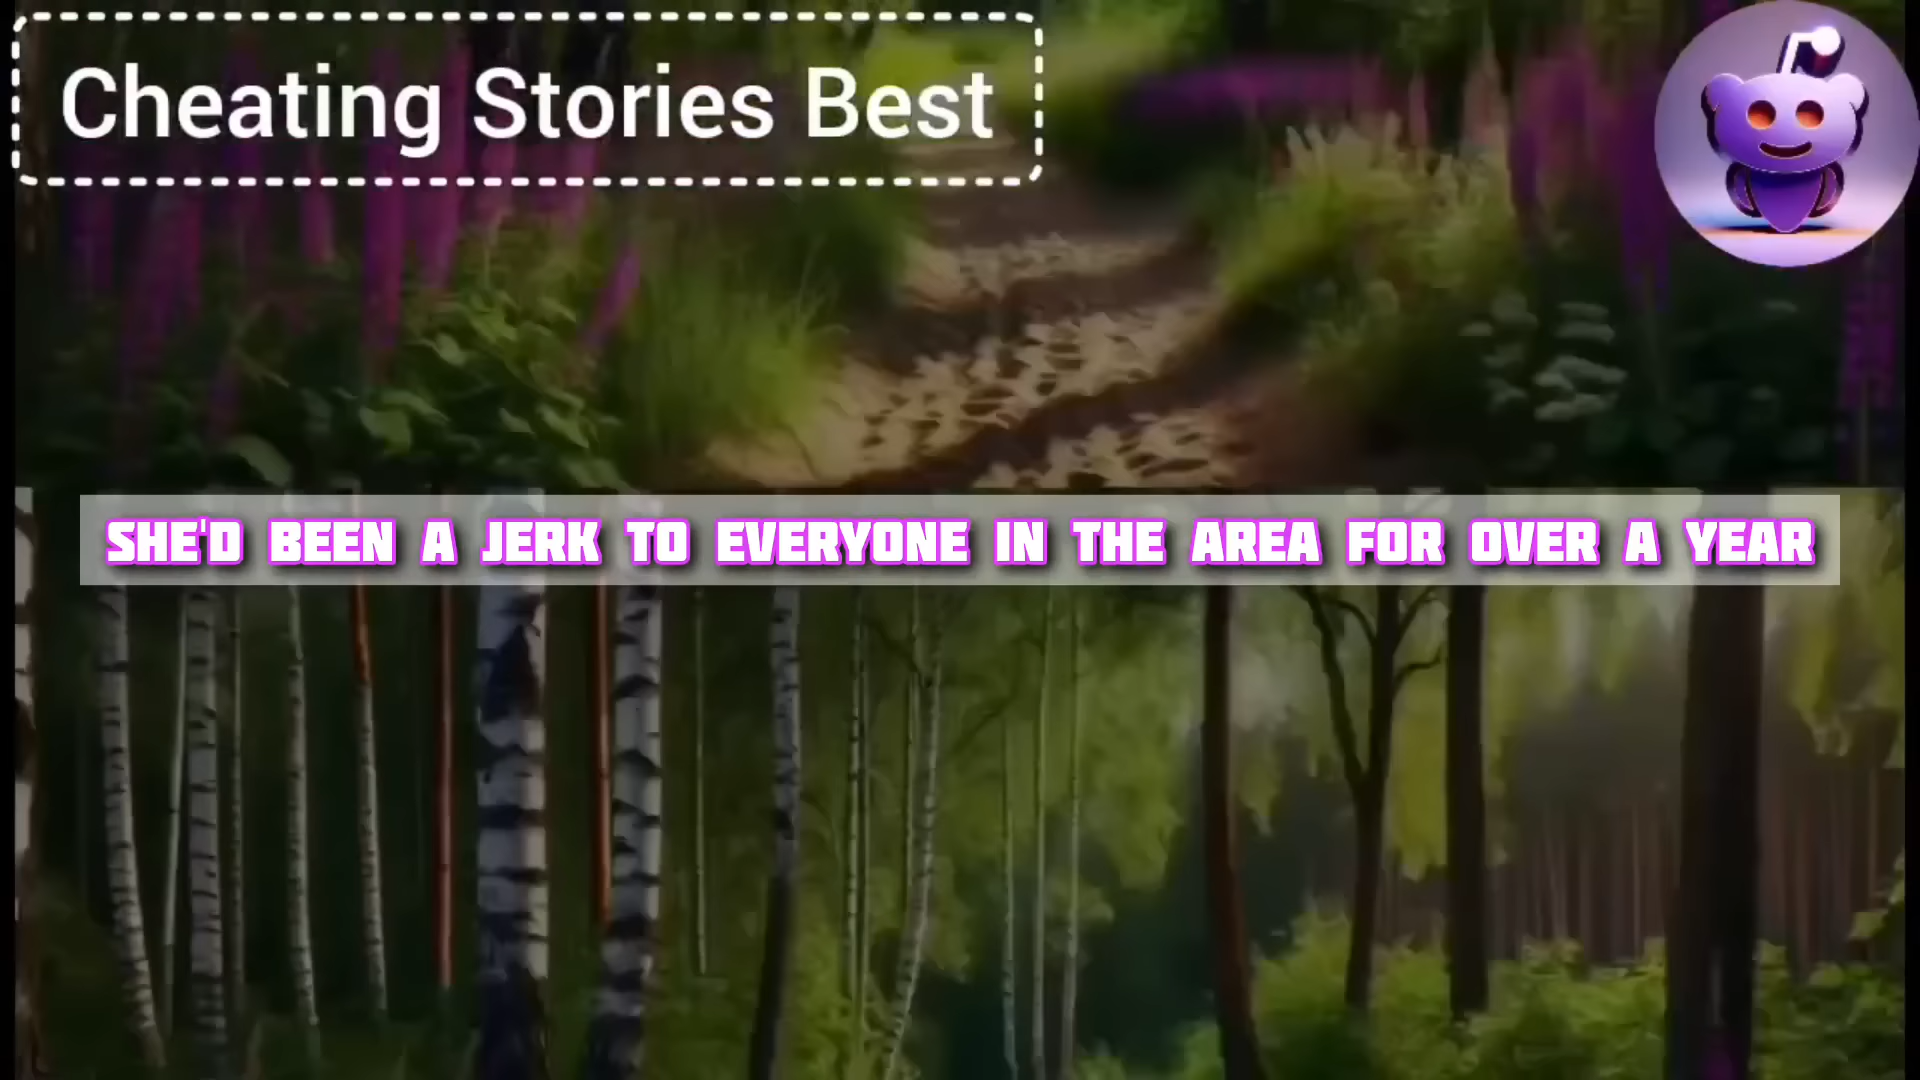 Cheating Stories Best
SHE'D BEEN A JERK TO EVERYONE IN THE AREA FOR OVER A YEAR